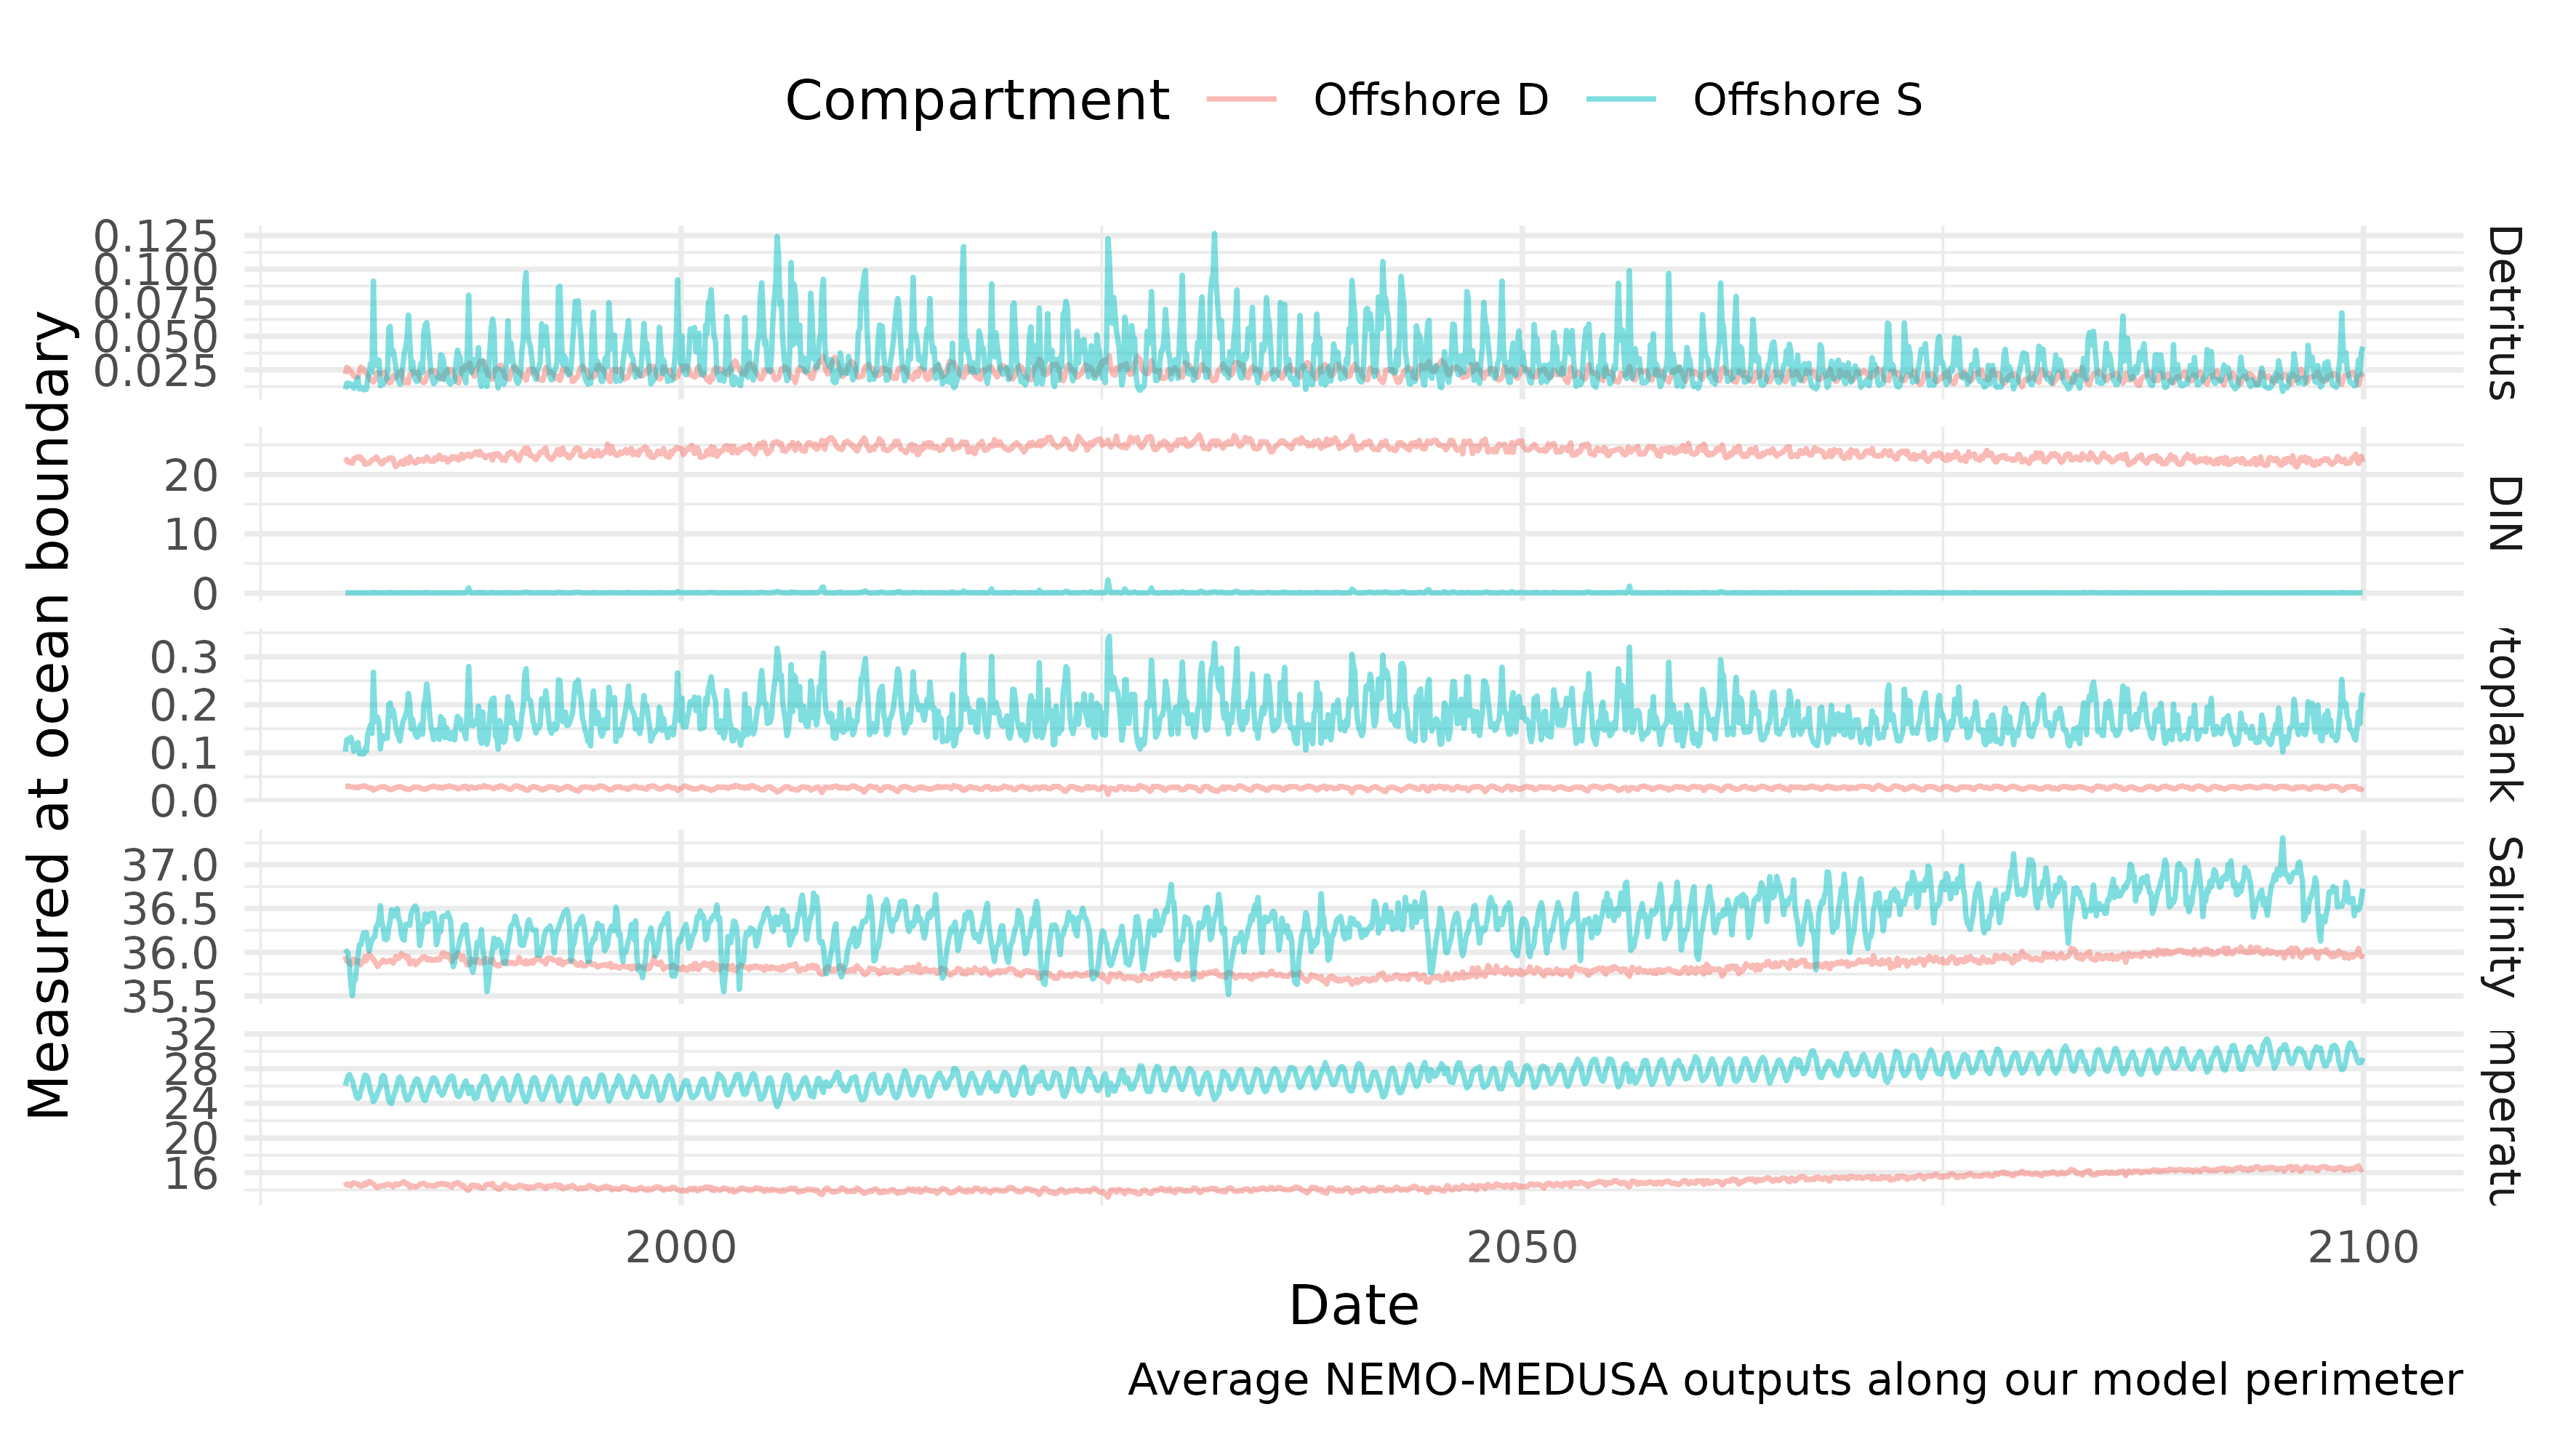 Compartment Offshore D Offshore S
Measured at ocean boundary
0.125
0.100
0.075
0.050
0.025
Detritus
20
10
0
DIN
0.3
0.2
0.1
0.0
ytoplank
37.0
36.5
36.0
35.5
Salinity
32
28
24
20
16
mperatu
2000 2050 2100
Date
Average NEMO-MEDUSA outputs along our model perimeter